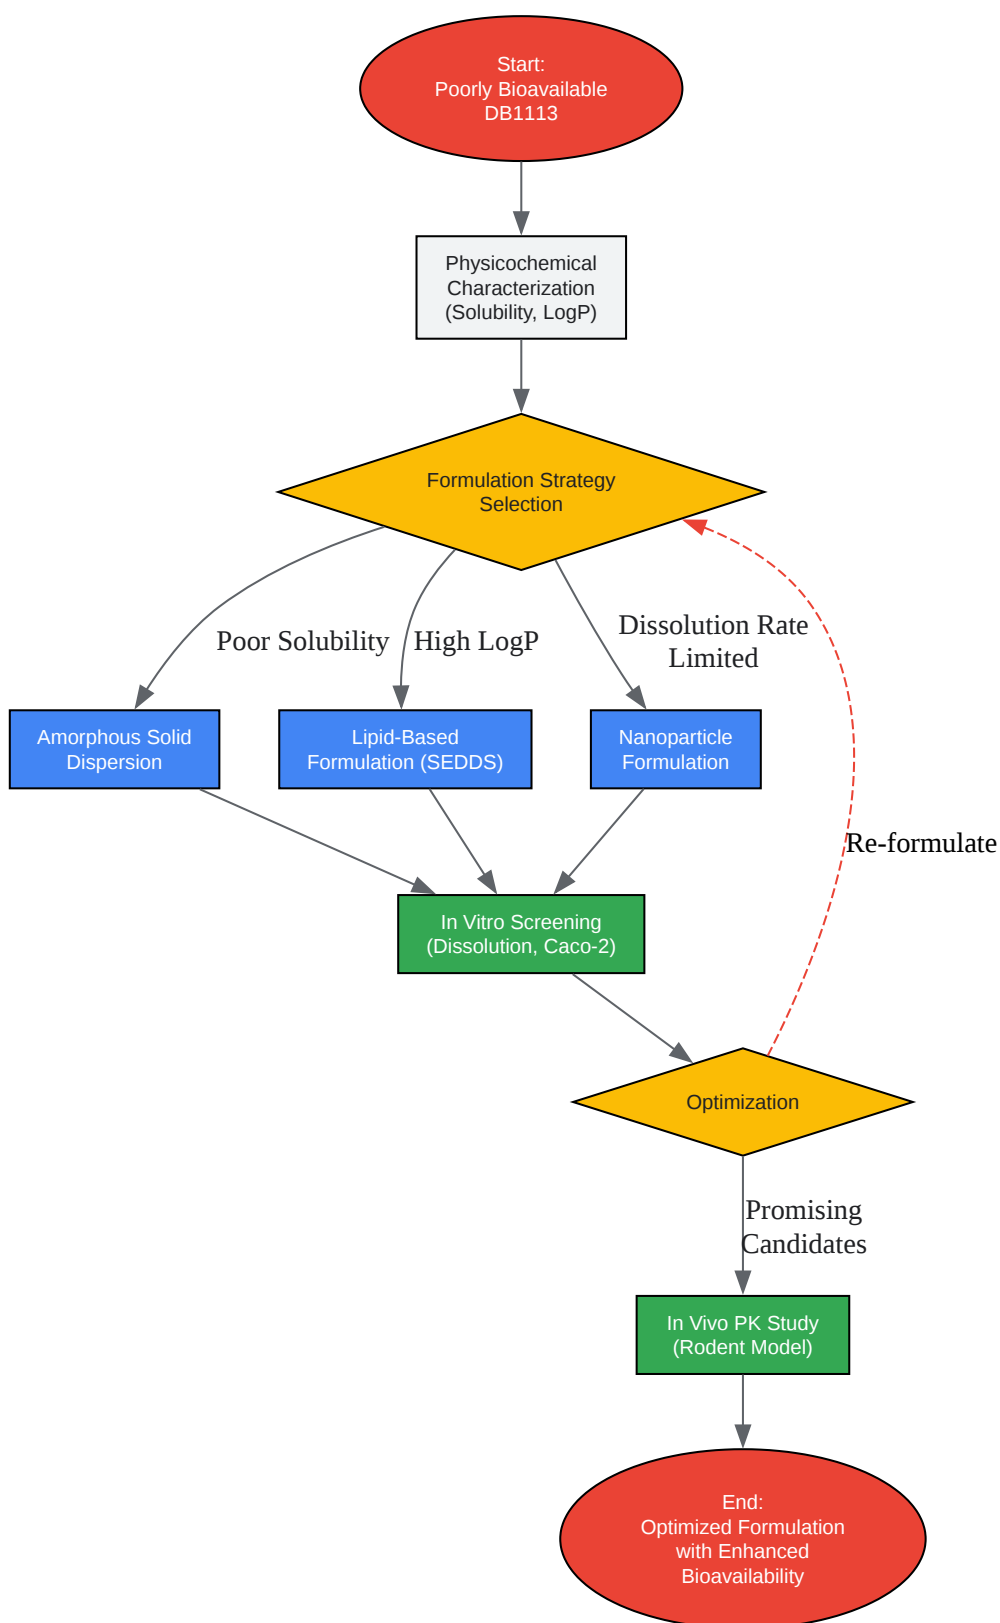 Start:
Poorly Bioavailable
DB1113
Physicochemical
Characterization
(Solubility, LogP)
Formulation Strategy
Selection
Poor Solubility
High LogP
Dissolution Rate
Limited
Amorphous Solid
Dispersion
Lipid-Based
Formulation (SEDDS)
Nanoparticle
Formulation
Re-formulate
In Vitro Screening
(Dissolution, Caco-2)
Optimization
Promising
Candidates
In Vivo PK Study
(Rodent Model)
End:
Optimized Formulation
with Enhanced
Bioavailability